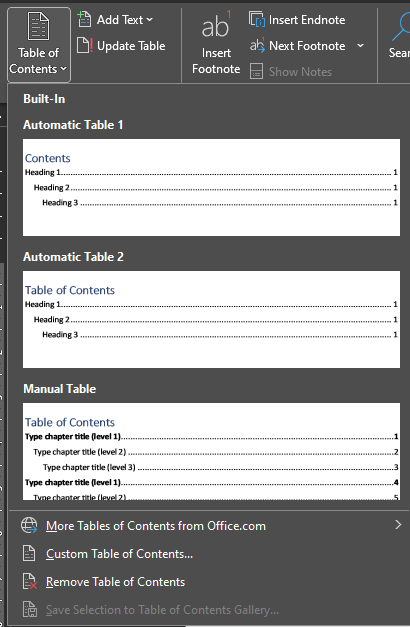 Table of
Contents
Add Text
Update Table
ab
Insert
Footnote
Insert Endnote
Next Footnote
Show Notes
Built-In
Automatic Table 1
Contents
Heading 1 1
Heading 2 1
Heading 3 1
Automatic Table 2
Table of Contents
Heading 1 1
Heading 2 1
Heading 3 1
Manual Table
Table of Contents
Type chapter title (level 1) 1
Type chapter title (level 2) 2
Type chapter title (level 3) 3
Type chapter title (level 1) 4
Type chapter title (level 2) 5
More Tables of Contents from Office.com
Custom Table of Contents...
Remove Table of Contents
Save Selection to Table of Contents Gallery...